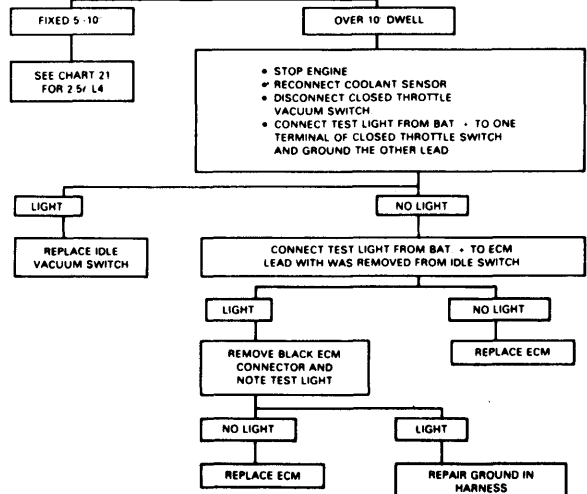 FIXED 5°-10°
OVER 10° DWELL
SEE CHART 21
FOR 2.5ℓ L4
• STOP ENGINE
• RECONNECT COOLANT SENSOR
• DISCONNECT CLOSED THROTTLE
VACUUM SWITCH
• CONNECT TEST LIGHT FROM BAT + TO ONE
TERMINAL OF CLOSED THROTTLE SWITCH
AND GROUND THE OTHER LEAD
LIGHT
NO LIGHT
REPLACE IDLE
VACUUM SWITCH
CONNECT TEST LIGHT FROM BAT + TO ECM
LEAD WITH WAS REMOVED FROM IDLE SWITCH
LIGHT
NO LIGHT
REMOVE BLACK ECM
CONNECTOR AND
NOTE TEST LIGHT
REPLACE ECM
NO LIGHT
LIGHT
REPLACE ECM
REPAIR GROUND IN
HARNESS